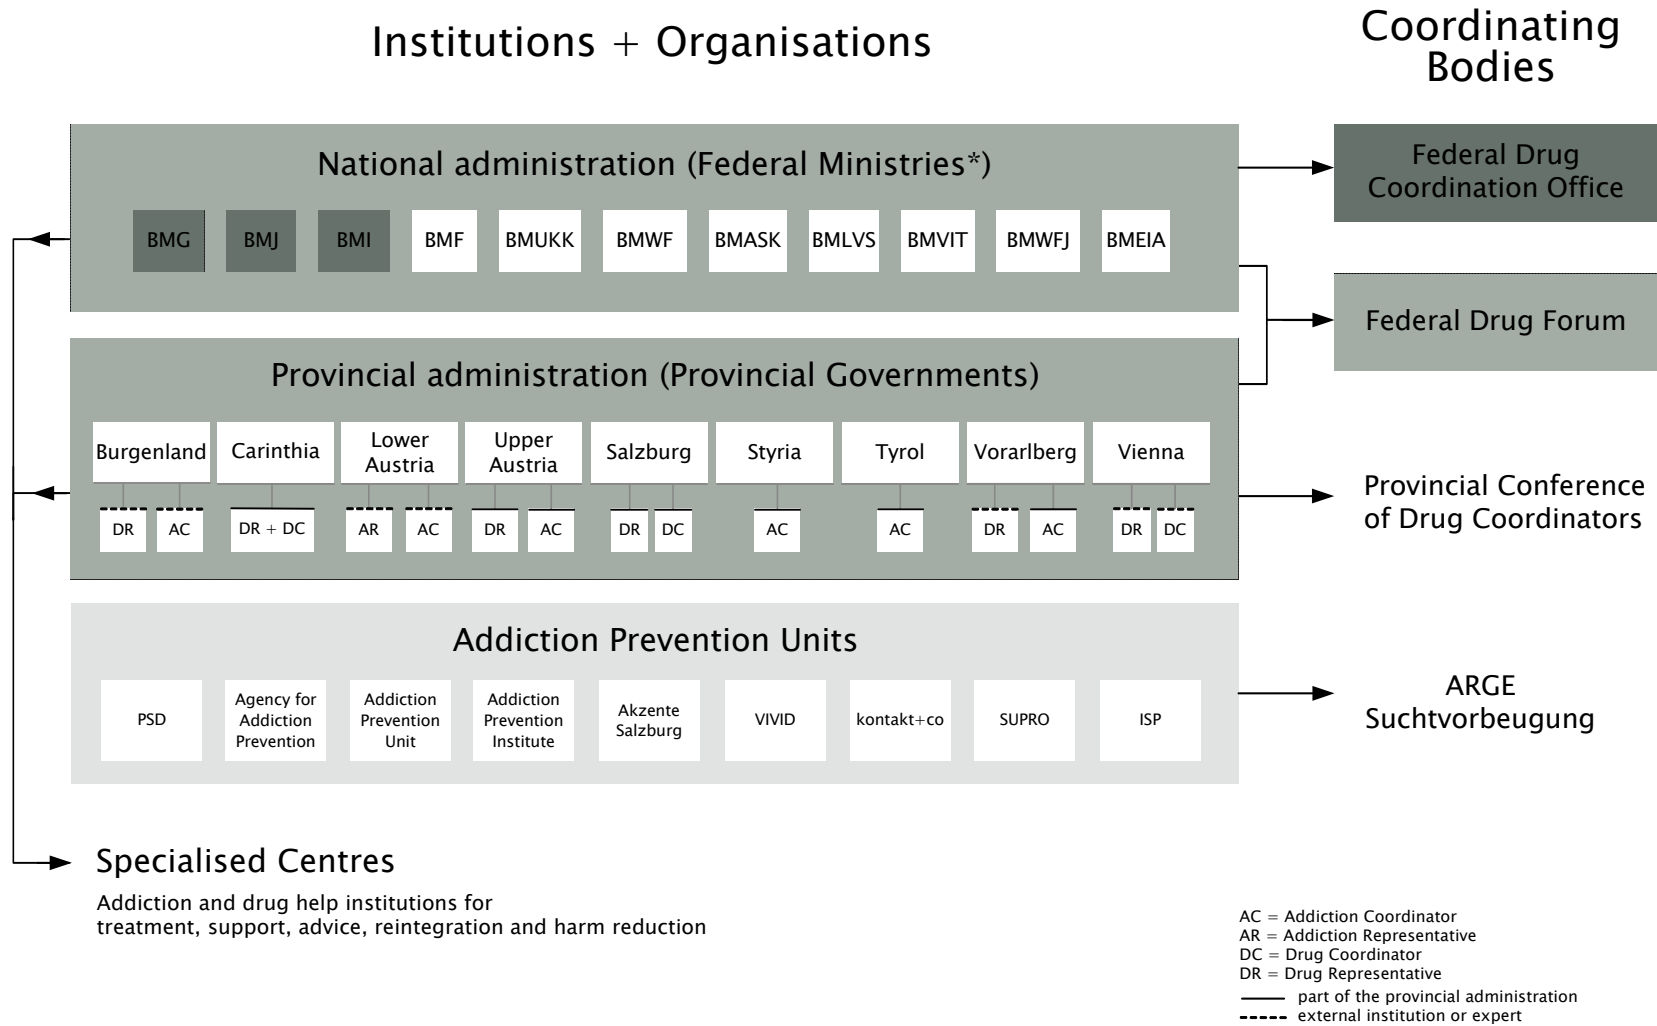 Institutions + Organisations
Coordinating
Bodies
National administration (Federal Ministries*)
BMG
BMJ
BMI
BMF
BMUKK
BMWF
BMASK
BMLVS
BMVIT
BMWFJ
BMEIA
Federal Drug
Coordination Office
Federal Drug Forum
Provincial administration (Provincial Governments)
Burgenland
Carinthia
Lower
Austria
Upper
Austria
Salzburg
Styria
Tyrol
Vorarlberg
Vienna
DR
AC
DR + DC
AR
AC
DR
AC
DR
DC
AC
AC
DR
AC
DR
DC
Provincial Conference
of Drug Coordinators
Addiction Prevention Units
PSD
Agency for
Addiction
Prevention
Addiction
Prevention
Unit
Addiction
Prevention
Institute
Akzente
Salzburg
VIVID
kontakt+co
SUPRO
ISP
ARGE
Suchtvorbeugung
Specialised Centres
Addiction and drug help institutions for
treatment, support, advice, reintegration and harm reduction
AC = Addiction Coordinator
AR = Addiction Representative
DC = Drug Coordinator
DR = Drug Representative
part of the provincial administration
external institution or expert